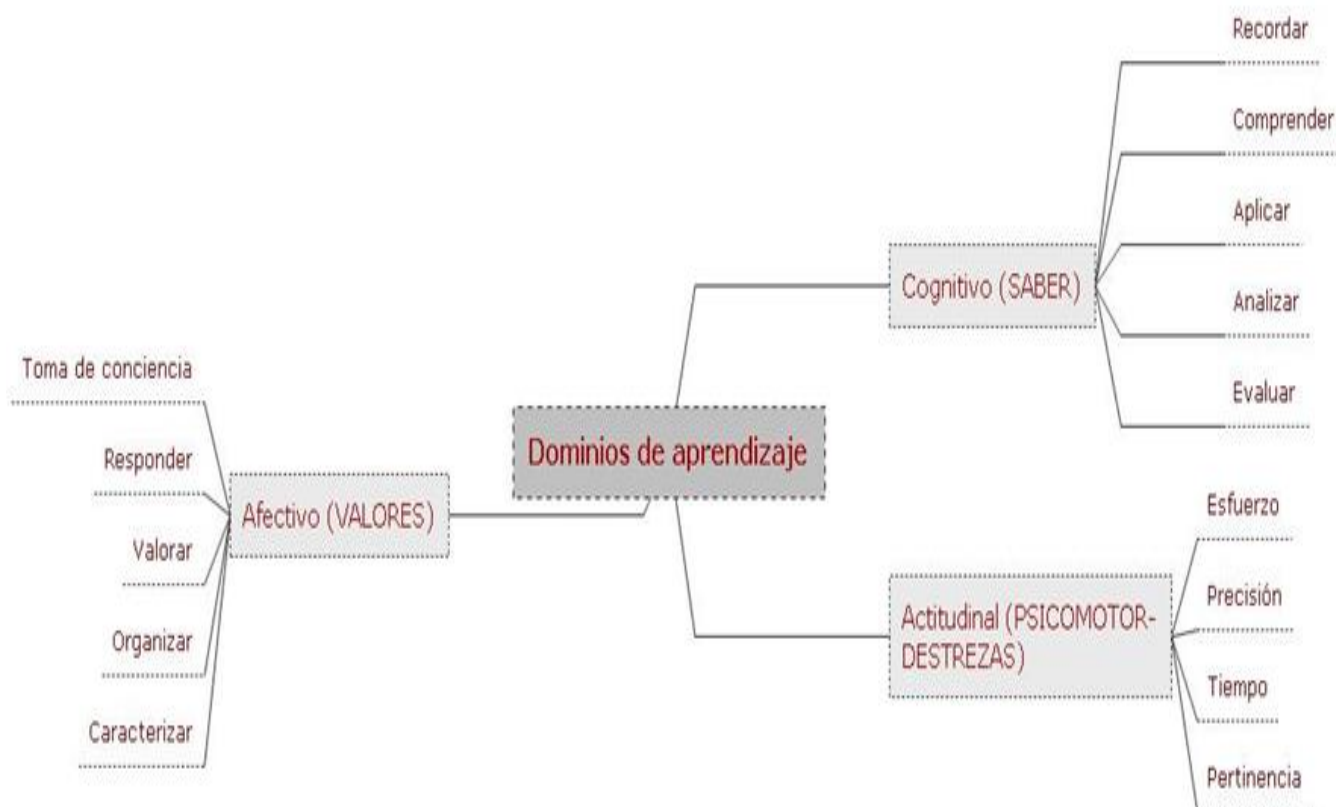 Dominios de aprendizaje
Cognitivo (SABER)
Recordar
Comprender
Aplicar
Analizar
Evaluar
Actitudinal (PSICOMOTOR-
DESTREZAS)
Esfuerzo
Precisión
Tiempo
Pertinencia
Afectivo (VALORES)
Toma de conciencia
Responder
Valorar
Organizar
Caracterizar